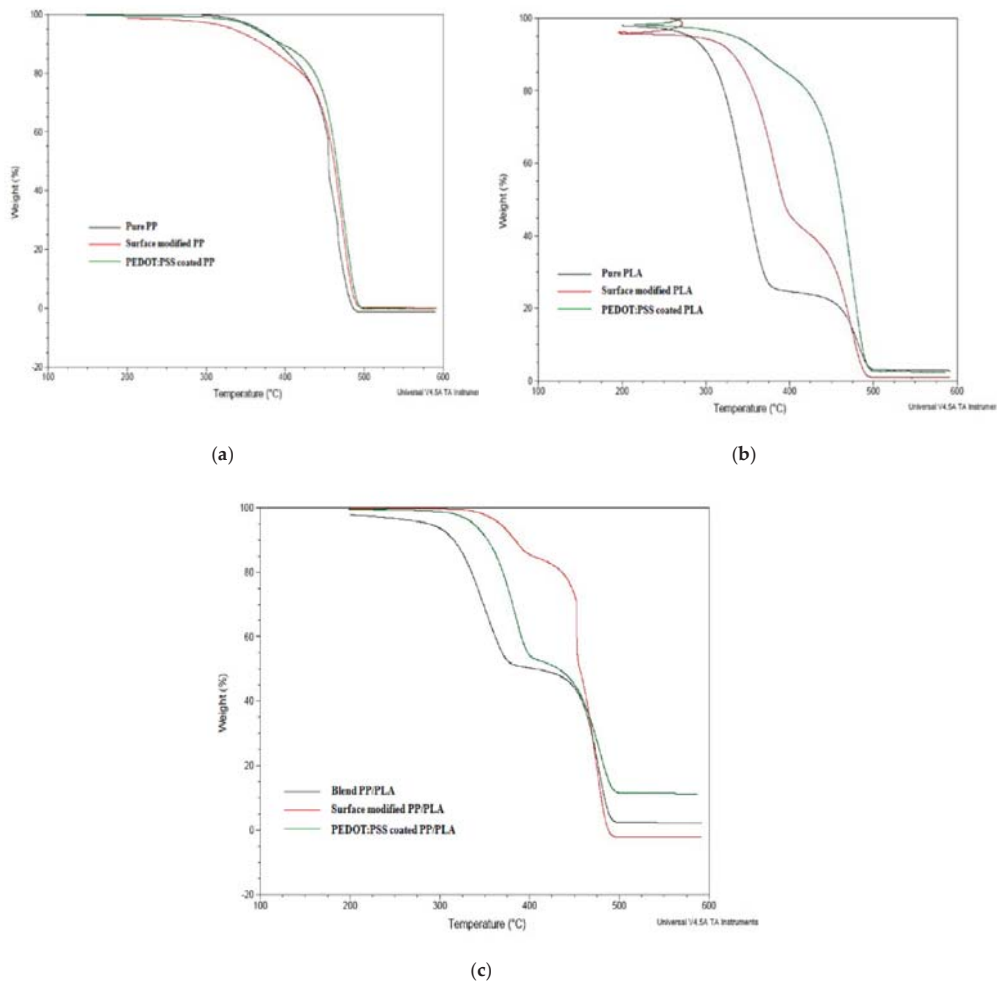 100
80
60
40
20
0
-20
Weight (%)
Pure PP
Surface modified PP
PEDOT:PSS coated PP
100 200 300 400 500 600
Temperature (°C)
Universal V4.5A TA Instrumer
(a)
100
80
60
40
20
0
Weight (%)
Pure PLA
Surface modified PLA
PEDOT:PSS coated PLA
100 200 300 400 500 600
Temperature (°C)
Universal V4.5A TA Instrumer
(b)
100
80
60
40
20
0
-20
Weight (%)
Blend PP/PLA
Surface modified PP/PLA
PEDOT:PSS coated PP/PLA
100 200 300 400 500 600
Temperature (°C)
Universal V4.5A TA Instruments
(c)